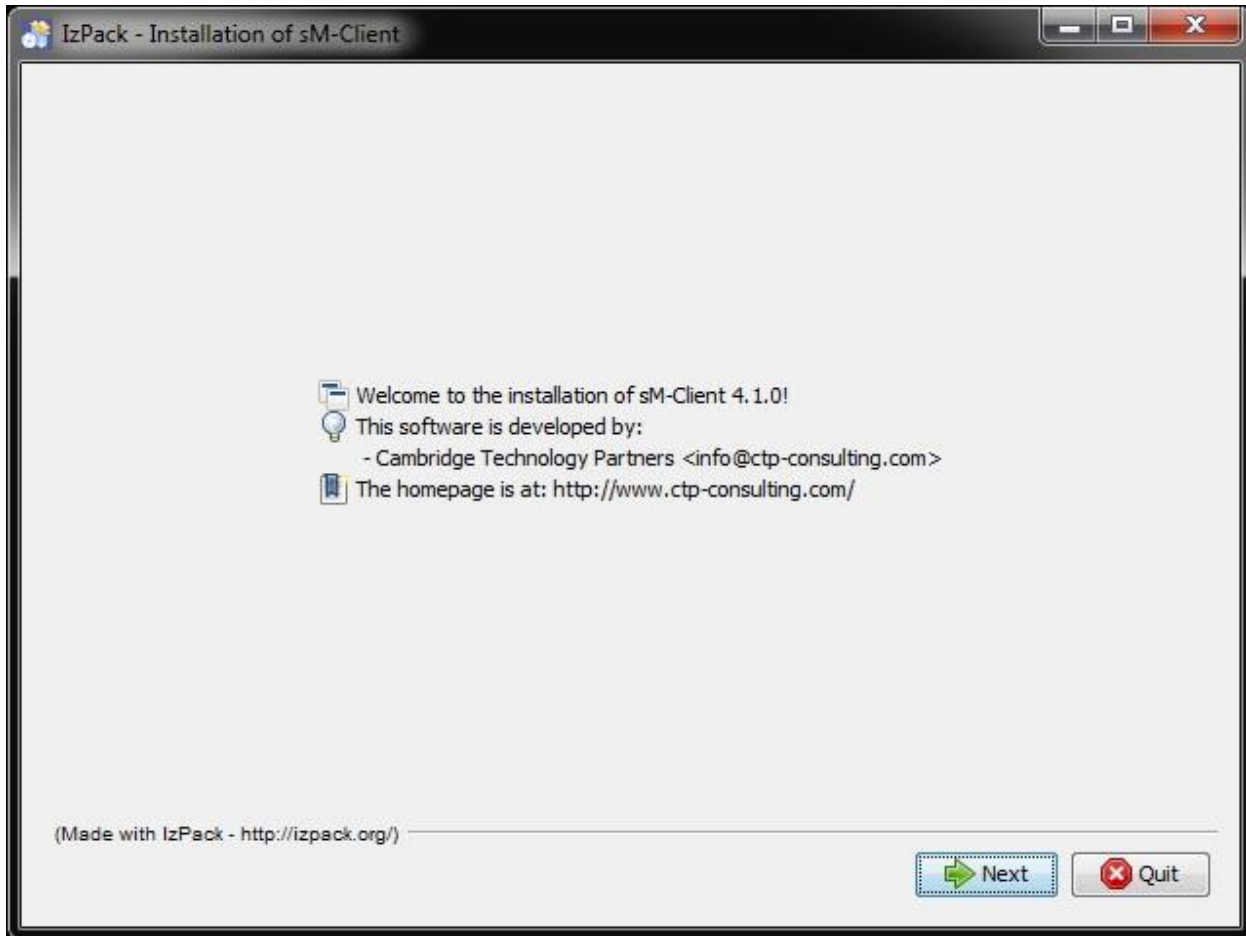 IzPack - Installation of sM-Client
Welcome to the installation of sM-Client 4.1.0!
This software is developed by:
- Cambridge Technology Partners <info@ctp-consulting.com>
The homepage is at: http://www.ctp-consulting.com/
(Made with IzPack - http://izpack.org/)
Next
Quit